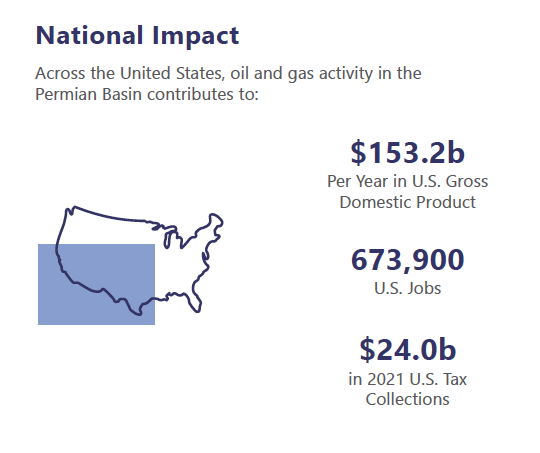 National Impact
Across the United States, oil and gas activity in the
Permian Basin contributes to:
$153.2b
Per Year in U.S. Gross
Domestic Product
673,900
U.S. Jobs
$24.0b
in 2021 U.S. Tax
Collections